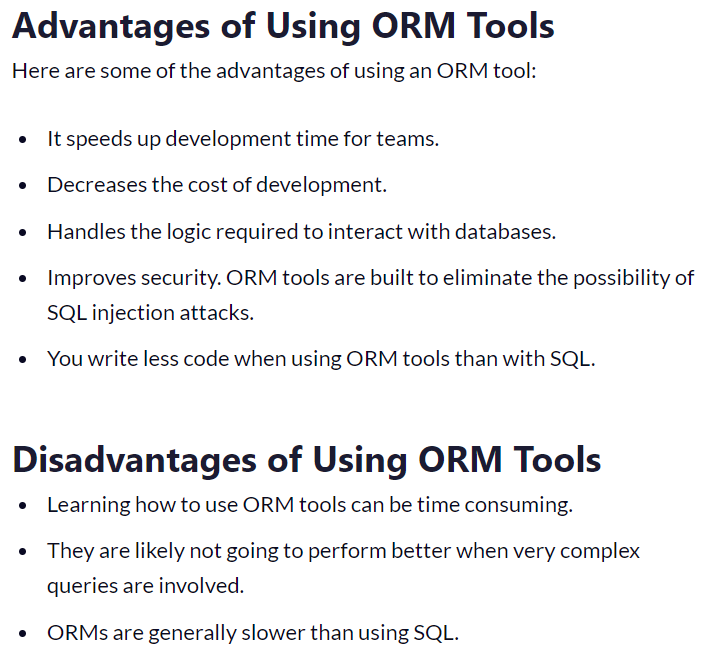 Advantages of Using ORM Tools
Here are some of the advantages of using an ORM tool:
• It speeds up development time for teams.
• Decreases the cost of development.
• Handles the logic required to interact with databases.
• Improves security. ORM tools are built to eliminate the possibility of
SQL injection attacks.
• You write less code when using ORM tools than with SQL.
Disadvantages of Using ORM Tools
• Learning how to use ORM tools can be time consuming.
• They are likely not going to perform better when very complex
queries are involved.
• ORMs are generally slower than using SQL.